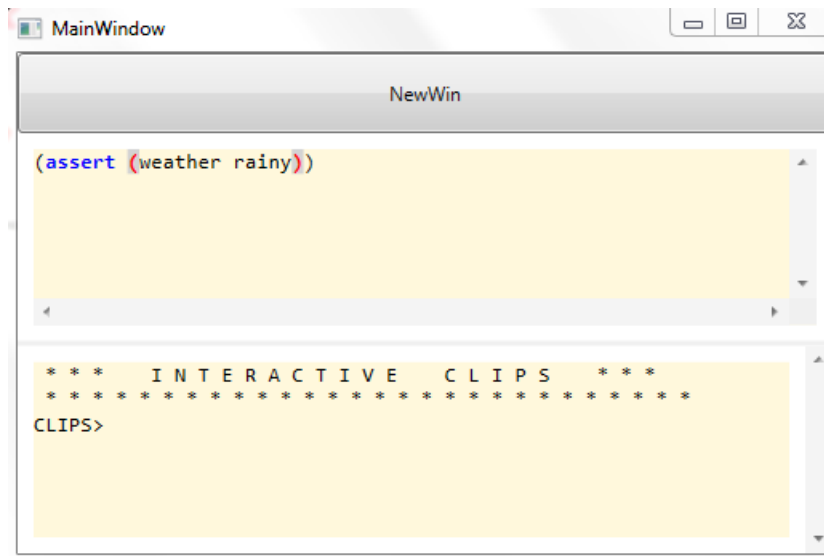 MainWindow
NewWin
(assert (weather rainy))
* * *   I N T E R A C T I V E   C L I P S   * * *
* * * * * * * * * * * * * * * * * * * * * * * * * * * *
CLIPS>